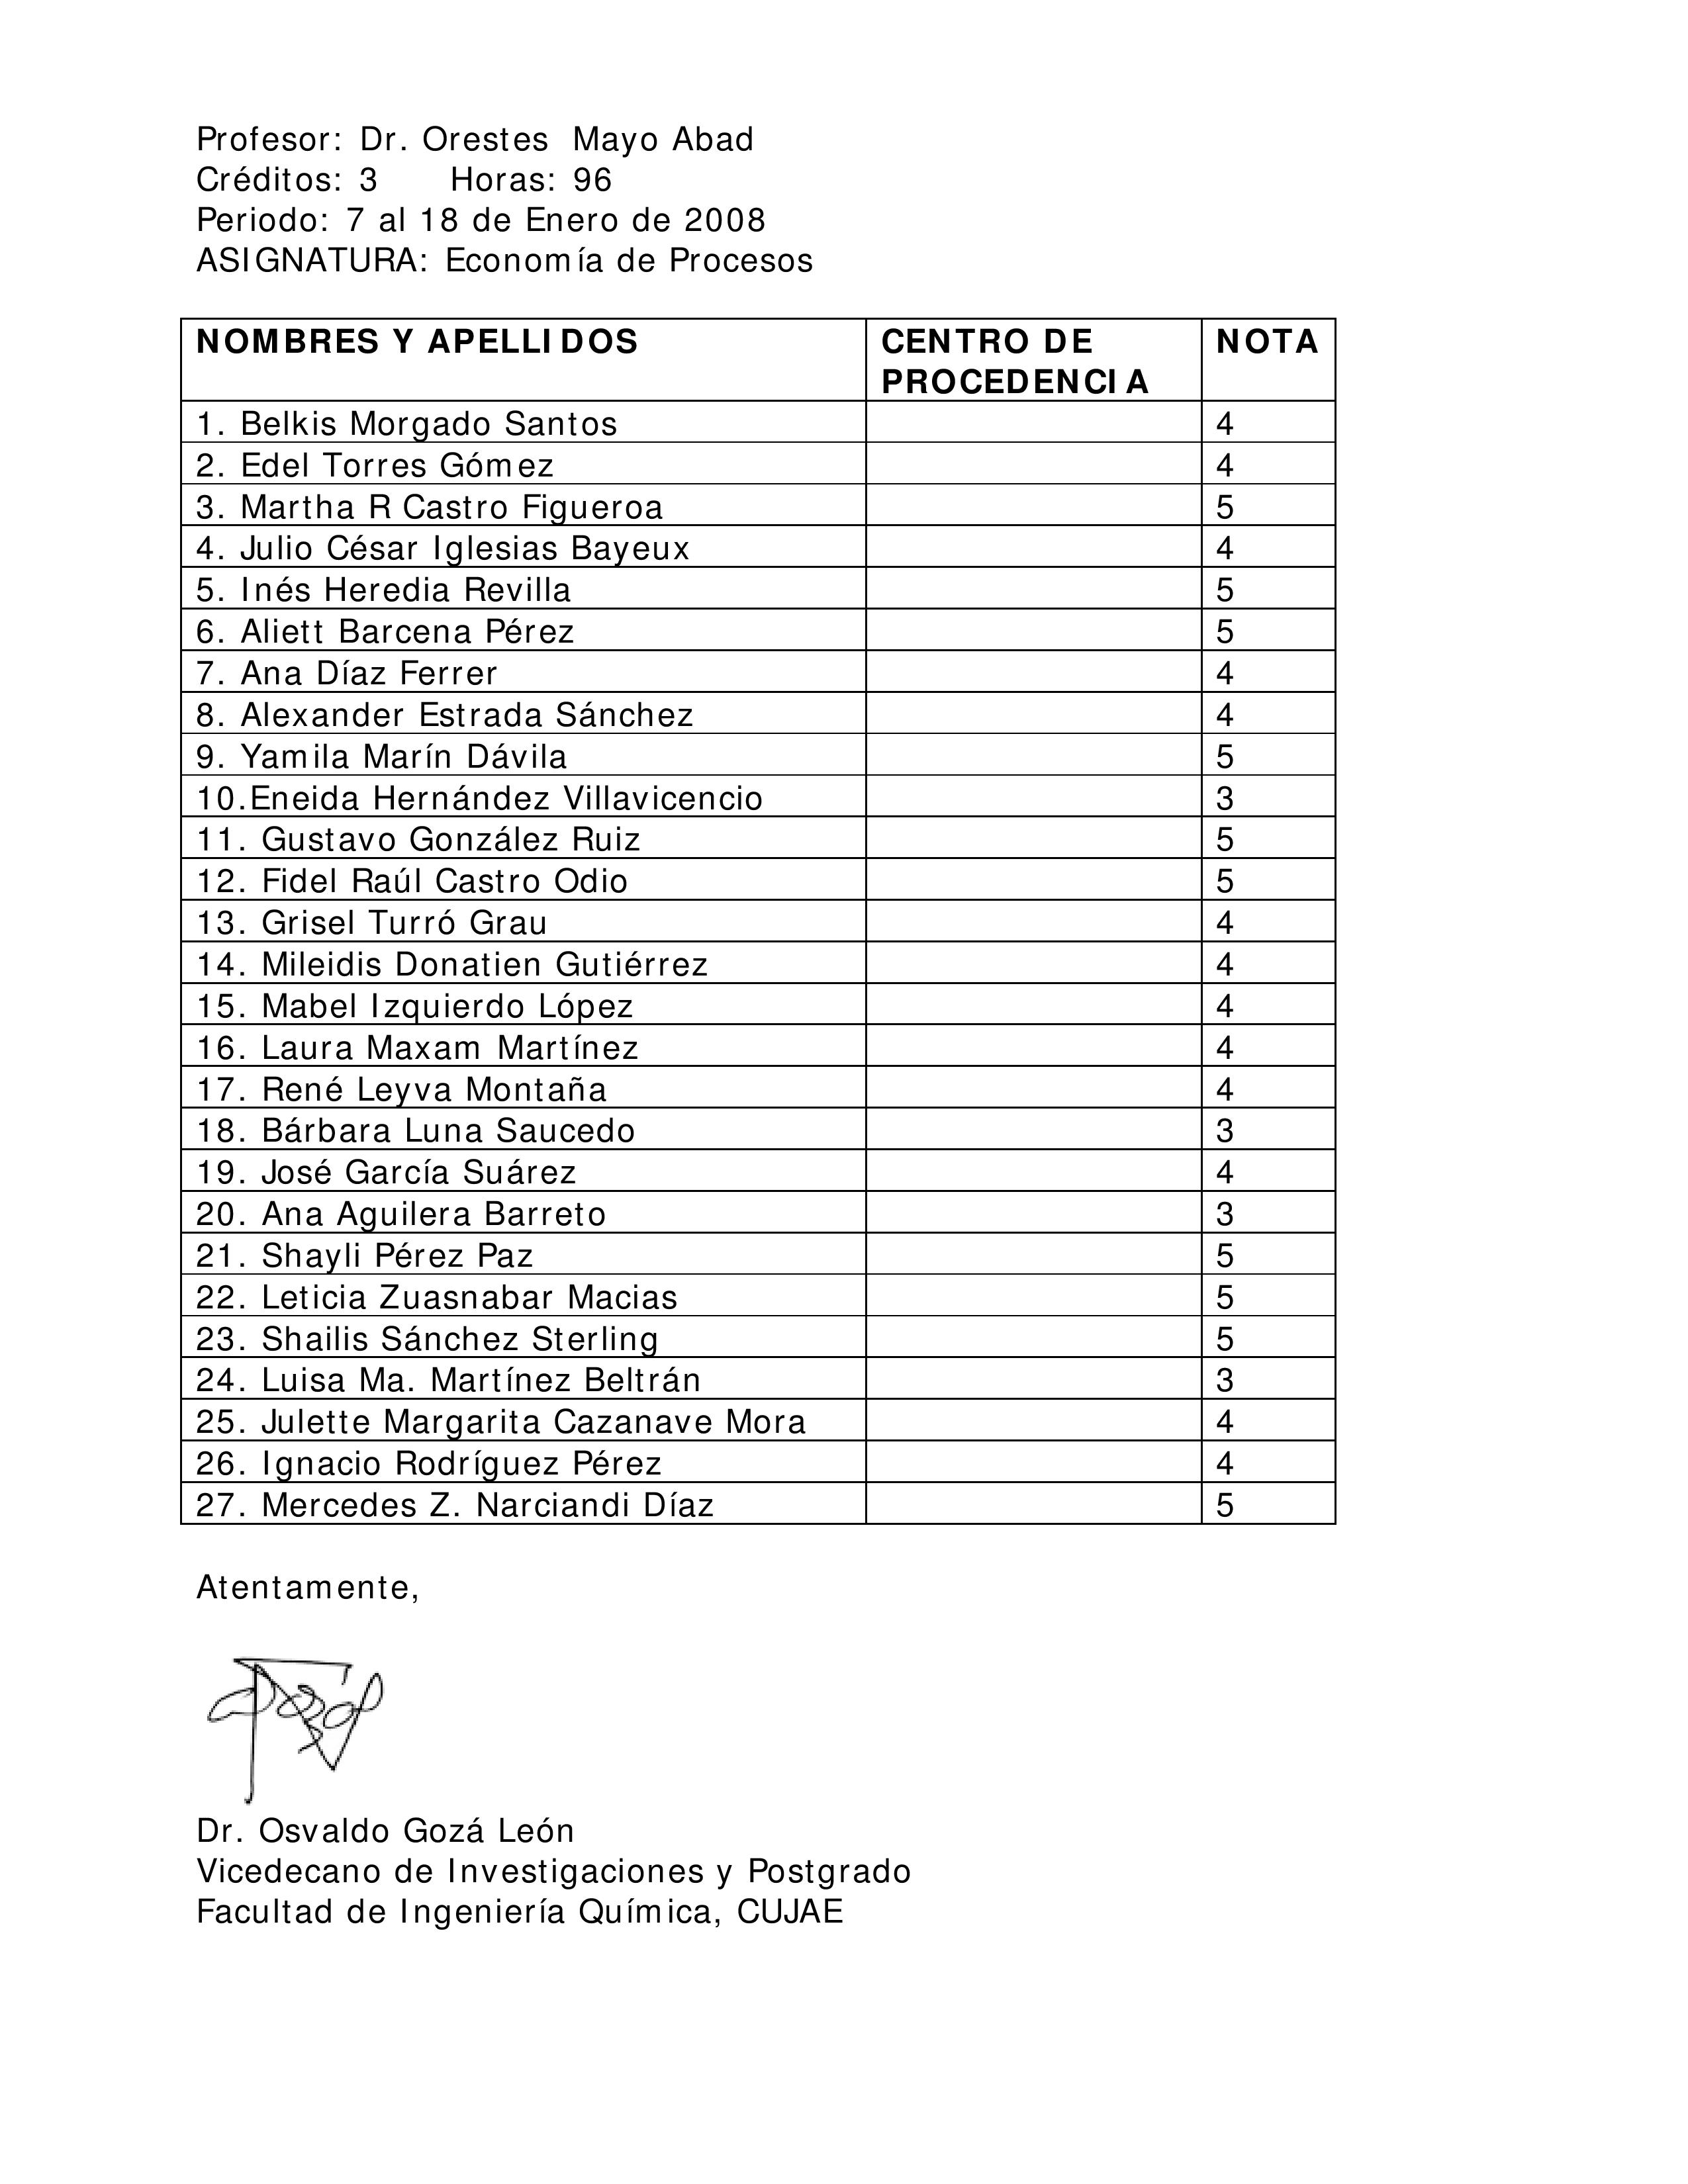 Profesor: Dr. Orestes Mayo Abad
Créditos: 3 Horas: 96
Periodo: 7 al 18 de Enero de 2008
ASIGNATURA: Economía de Procesos
NOMBRES Y APELLIDOS CENTRO DE PROCEDENCIA NOTA
1. Belkis Morgado Santos 4
2. Edel Torres Gómez 4
3. Martha R Castro Figueroa 5
4. Julio César Iglesias Bayeux 4
5. Inés Heredia Revilla 5
6. Aliett Barcena Pérez 5
7. Ana Díaz Ferrer 4
8. Alexander Estrada Sánchez 4
9. Yamila Marín Dávila 5
10.Eneida Hernández Villavicencio 3
11. Gustavo González Ruiz 5
12. Fidel Raúl Castro Odio 5
13. Grisel Turró Grau 4
14. Mileidis Donatien Gutiérrez 4
15. Mabel Izquierdo López 4
16. Laura Maxam Martínez 4
17. René Leyva Montaña 4
18. Bárbara Luna Saucedo 3
19. José García Suárez 4
20. Ana Aguilera Barreto 3
21. Shayli Pérez Paz 5
22. Leticia Zuasnabar Macias 5
23. Shailis Sánchez Sterling 5
24. Luisa Ma. Martínez Beltrán 3
25. Julette Margarita Cazanave Mora 4
26. Ignacio Rodríguez Pérez 4
27. Mercedes Z. Narciandi Díaz 5
Atentamente,
Dr. Osvaldo Gozá León
Vicedecano de Investigaciones y Postgrado
Facultad de Ingeniería Química, CUJAE